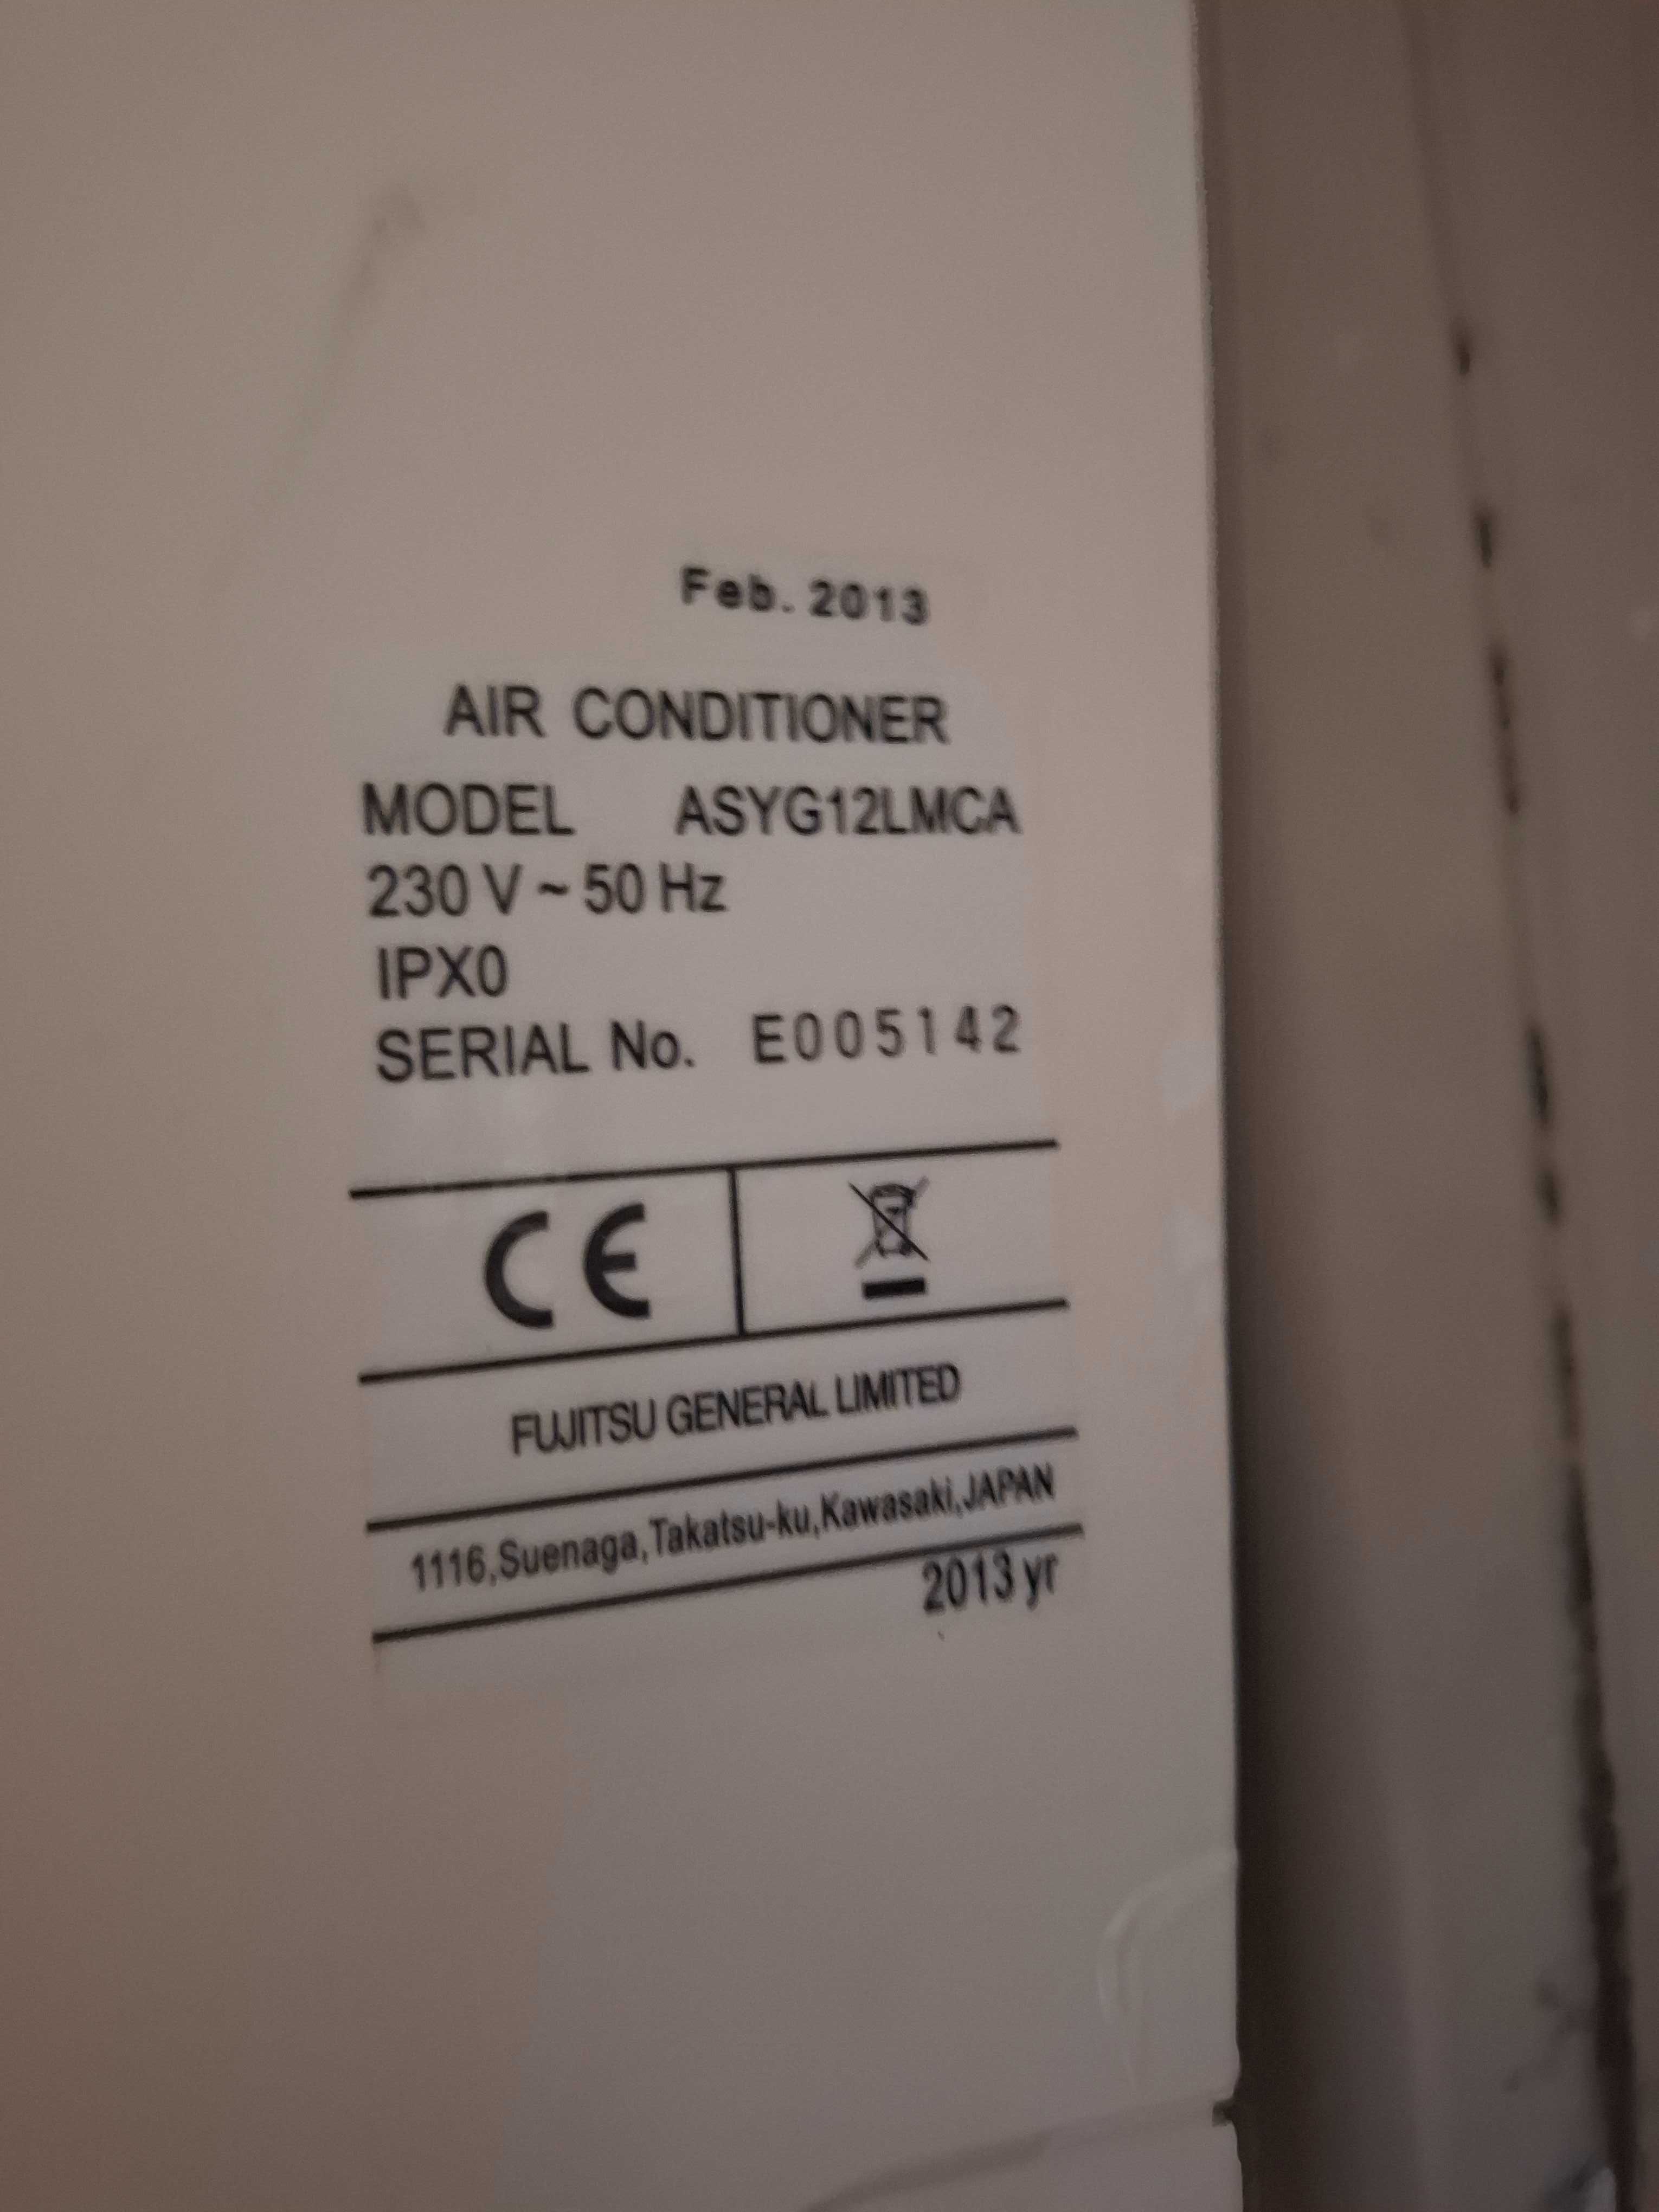 Feb. 2013
AIR CONDITIONER
MODEL ASYG12LMCA
230 V ~ 50 Hz
IPX0
SERIAL No. E005142
CE
FUJITSU GENERAL LIMITED
1116,Suenaga,Takatsu-ku,Kawasaki,JAPAN
2013 yr